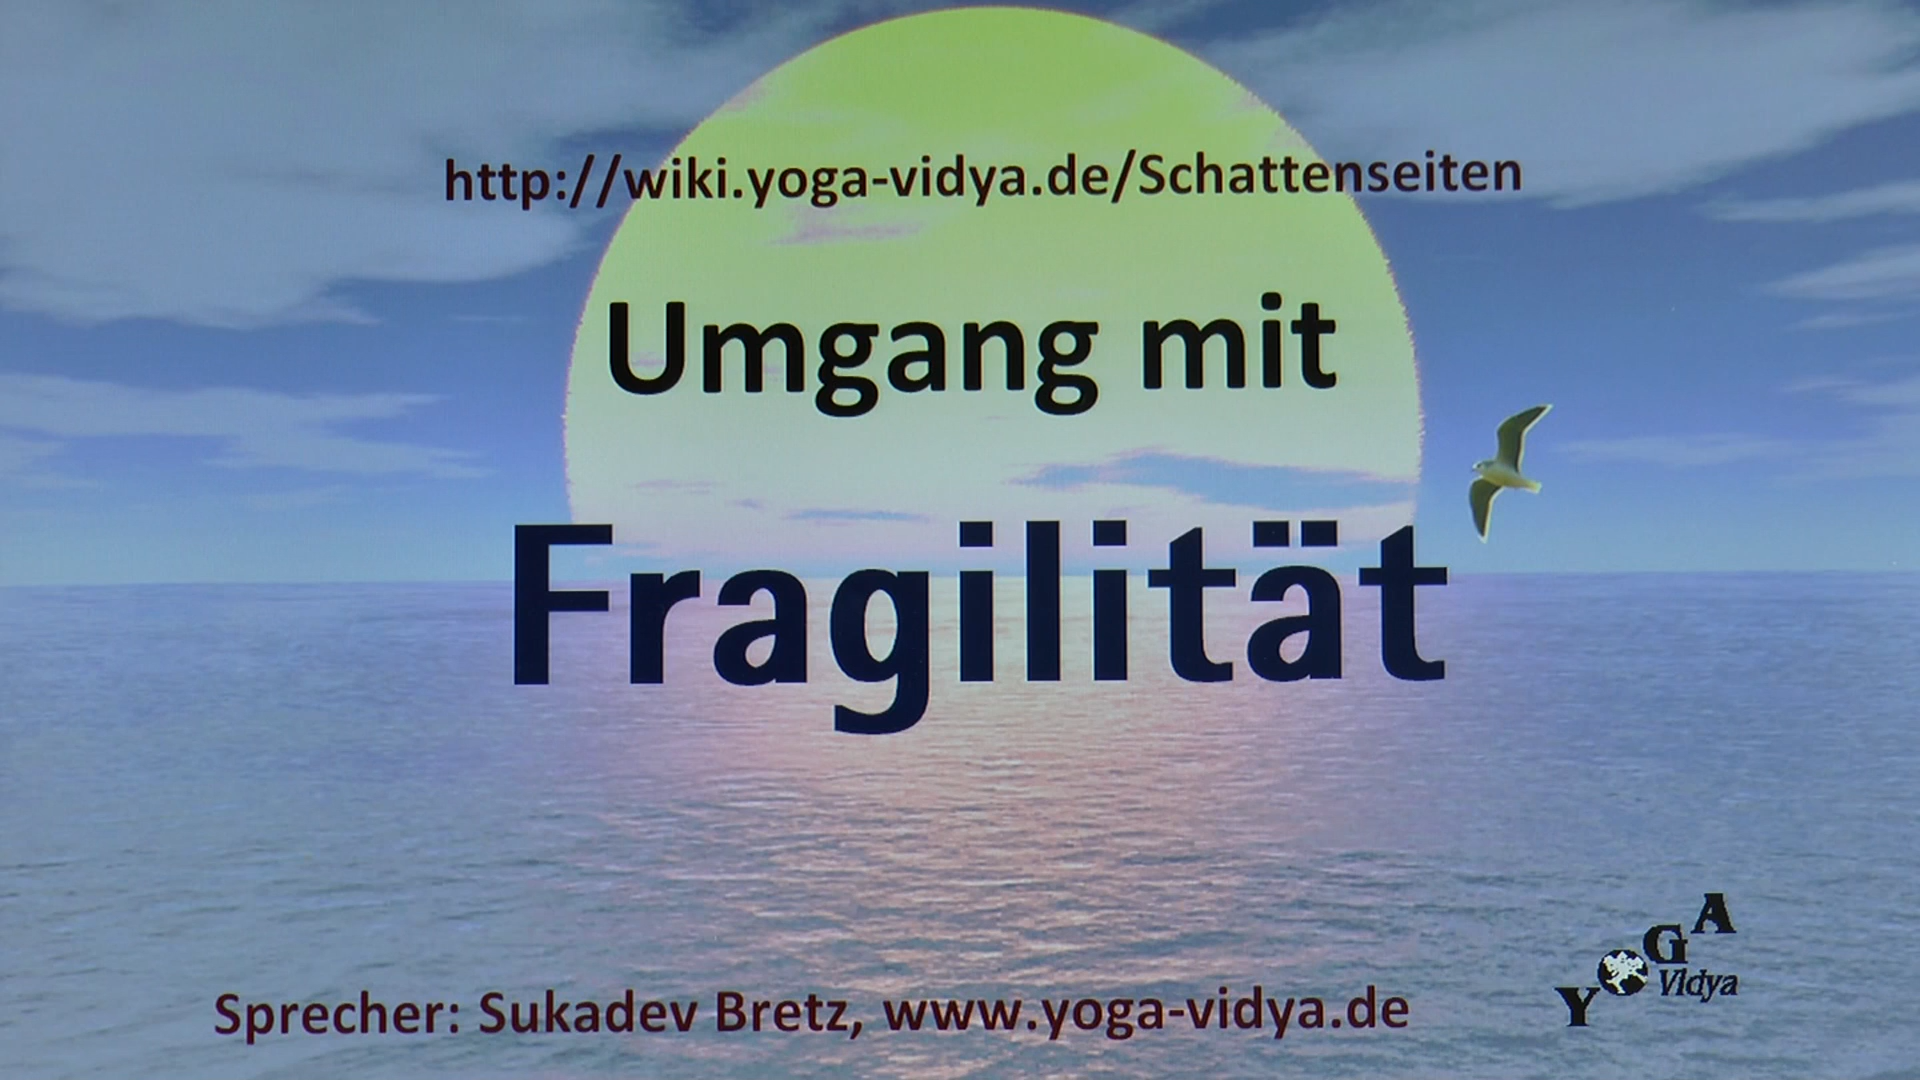 http://wiki.yoga-vidya.de/Schattenseiten
Umgang mit
Fragilität
YOGA
Vidya
Sprecher: Sukadev Bretz, www.yoga-vidya.de